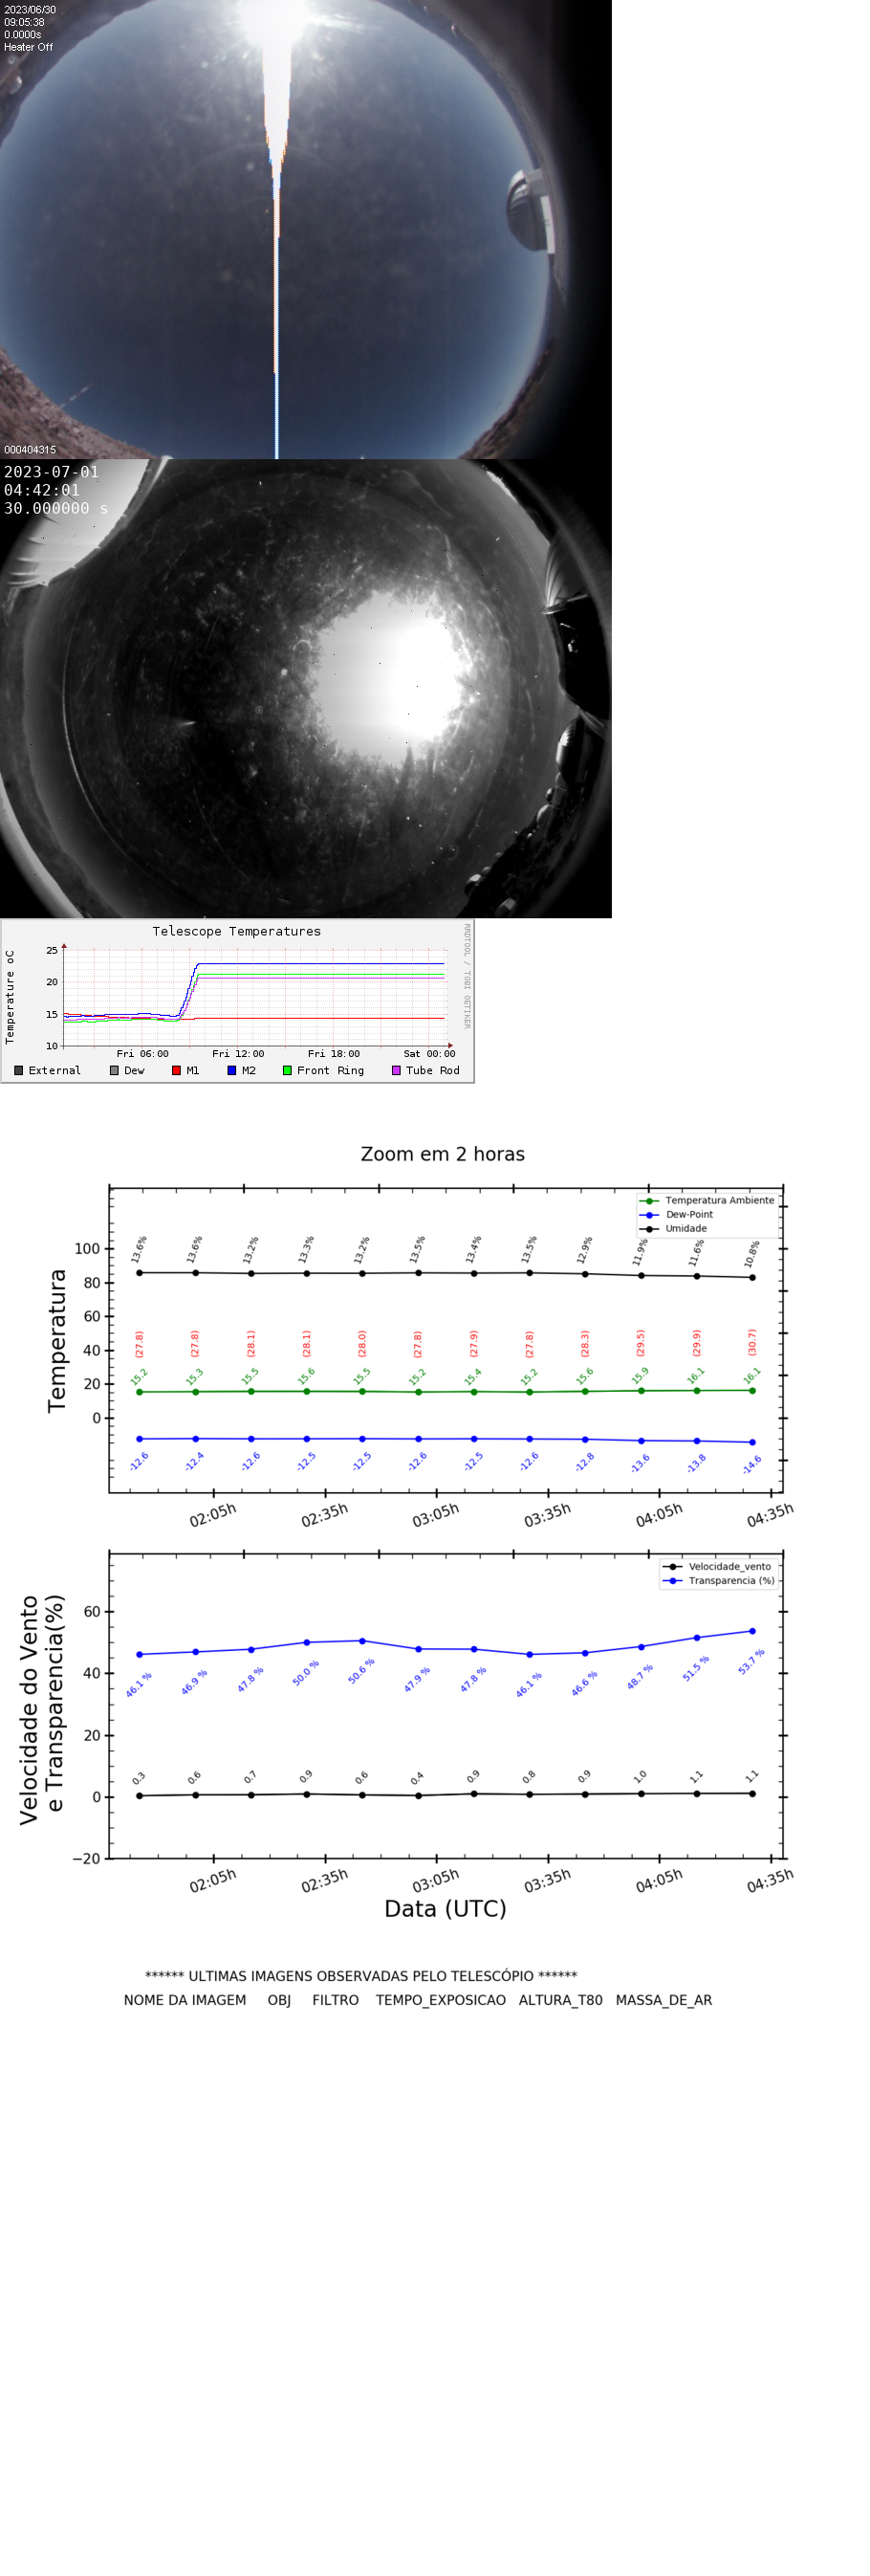 2023/06/30
09:05:38
0.0000s
Heater Off
000404315
2023-07-01
04:42:01
30.000000 s
Telescope Temperatures
RRDTOOL / TOBI OETIKER
Temperature oC
25
20
15
10
Fri 06:00 Fri 12:00 Fri 18:00 Sat 00:00
External Dew M1 M2 Front Ring Tube Rod
Zoom em 2 horas
Temperatura Ambiente
Dew-Point
Umidade
Temperatura
100
80
60
40
20
0
13.6% 13.6% 13.2% 13.3% 13.2% 13.5% 13.4% 13.5% 12.9% 11.9% 11.6% 10.8%
(27.8) (27.8) (28.1) (28.1) (28.0) (27.8) (27.9) (27.8) (28.3) (29.5) (29.9) (30.7)
15.2 15.3 15.5 15.6 15.5 15.2 15.4 15.2 15.6 15.9 16.1 16.1
-12.6 -12.4 -12.6 -12.5 -12.5 -12.6 -12.5 -12.6 -12.8 -13.6 -13.8 -14.6
02:05h 02:35h 03:05h 03:35h 04:05h 04:35h
Velocidade_vento
Transparencia (%)
Velocidade do Vento
e Transparencia(%)
60
40
20
0
−20
46.1 % 46.9 % 47.8 % 50.0 % 50.6 % 47.9 % 47.8 % 46.1 % 46.6 % 48.7 % 51.5 % 53.7 %
0.3 0.6 0.7 0.9 0.6 0.4 0.9 0.8 0.9 1.0 1.1 1.1
02:05h 02:35h 03:05h 03:35h 04:05h 04:35h
Data (UTC)
****** ULTIMAS IMAGENS OBSERVADAS PELO TELESCÓPIO ******
NOME DA IMAGEM OBJ FILTRO TEMPO_EXPOSICAO ALTURA_T80 MASSA_DE_AR